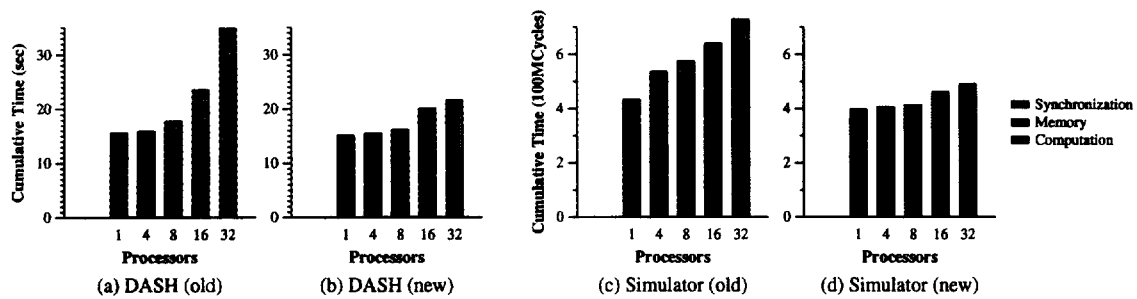 Cumulative Time (sec)
30
20
10
0
1 4 8 16 32
Processors
(a) DASH (old)
30
20
10
0
1 4 8 16 32
Processors
(b) DASH (new)
Cumulative Time (100MCycles)
6
4
2
0
1 4 8 16 32
Processors
(c) Simulator (old)
6
4
2
0
1 4 8 16 32
Processors
(d) Simulator (new)
Synchronization
Memory
Computation